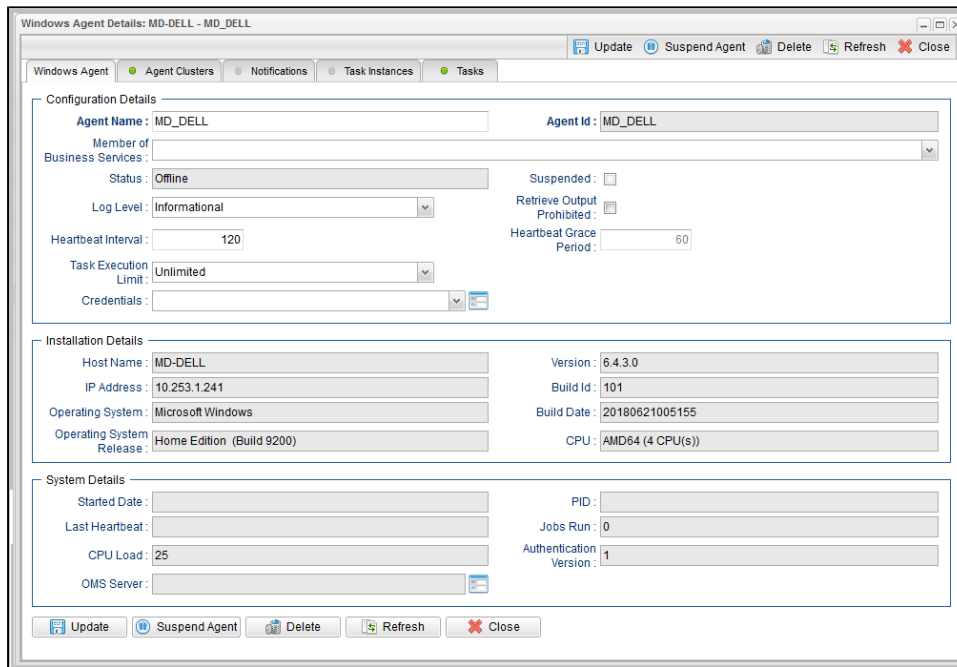 Windows Agent Details: MD-DELL - MD_DELL
Update Suspend Agent Delete Refresh Close
Windows Agent Agent Clusters Notifications Task Instances Tasks
Configuration Details
Agent Name : MD_DELL Agent Id : MD_DELL
Member of
Business Services :
Status : Offline Suspended :
Log Level : Informational Retrieve Output
Prohibited :
Heartbeat Interval : 120 Heartbeat Grace
Period : 60
Task Execution
Limit : Unlimited
Credentials :
Installation Details
Host Name : MD-DELL Version : 6.4.3.0
IP Address : 10.253.1.241 Build Id : 101
Operating System : Microsoft Windows Build Date : 20180621005155
Operating System
Release : Home Edition (Build 9200) CPU : AMD64 (4 CPU(s))
System Details
Started Date : PID :
Last Heartbeat : Jobs Run : 0
CPU Load : 25 Authentication
Version : 1
OMS Server :
Update Suspend Agent Delete Refresh Close